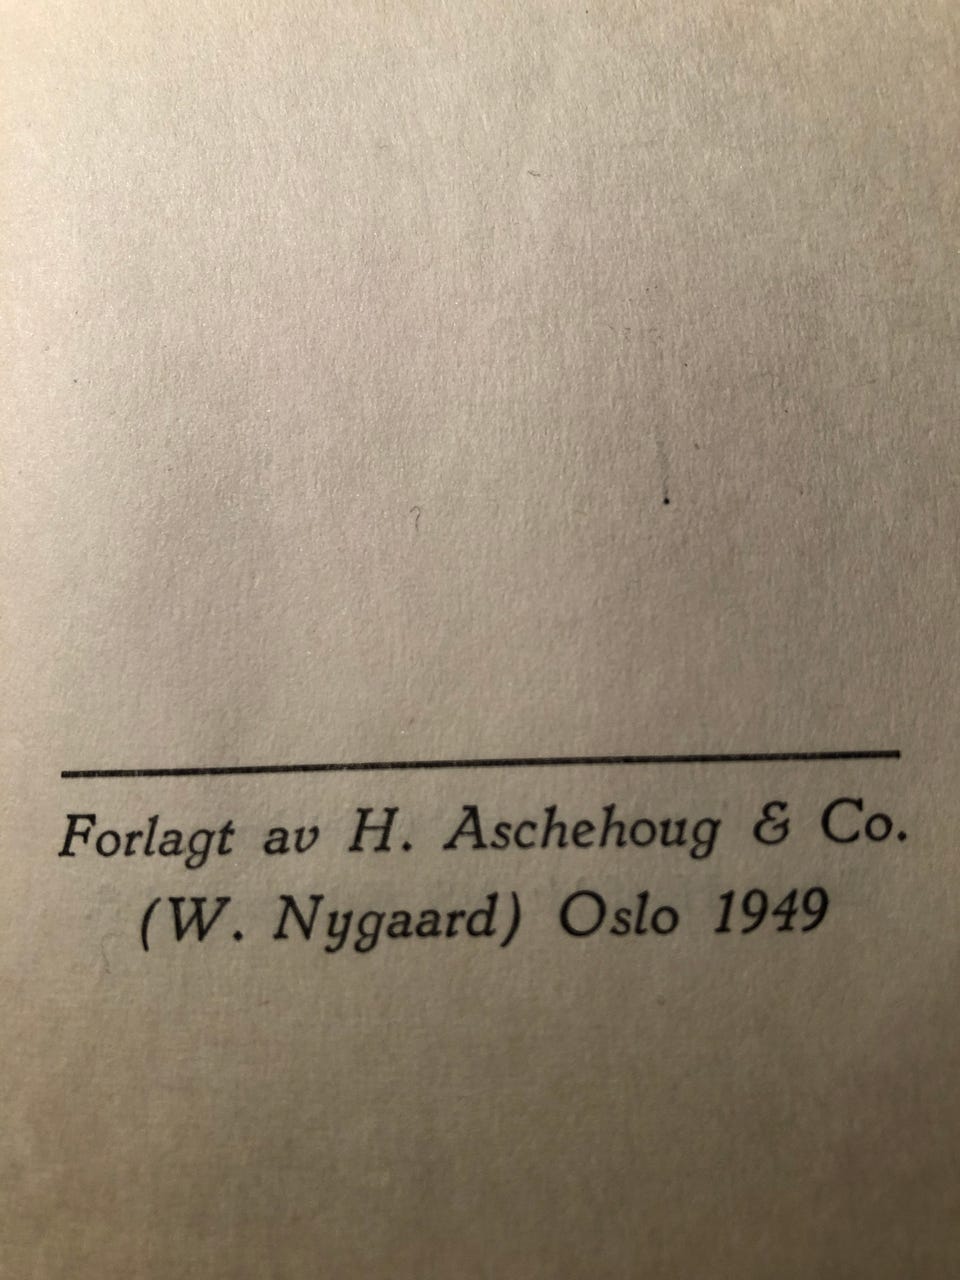 Forlagt av H. Aschehoug & Co.
(W. Nygaard) Oslo 1949